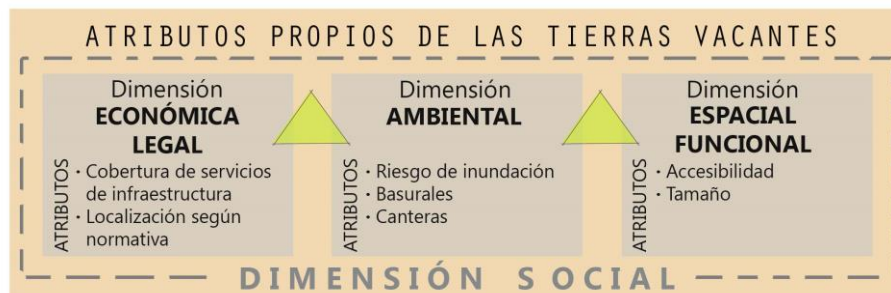 ATRIBUTOS PROPIOS DE LAS TIERRAS VACANTES
Dimensión
ECONÓMICA
LEGAL
ATRIBUTOS
· Cobertura de servicios
de infraestructura
· Localización según
normativa
Dimensión
AMBIENTAL
ATRIBUTOS
· Riesgo de inundación
· Basurales
· Canteras
Dimensión
ESPACIAL
FUNCIONAL
ATRIBUTOS
· Accesibilidad
· Tamaño
DIMENSIÓN SOCIAL